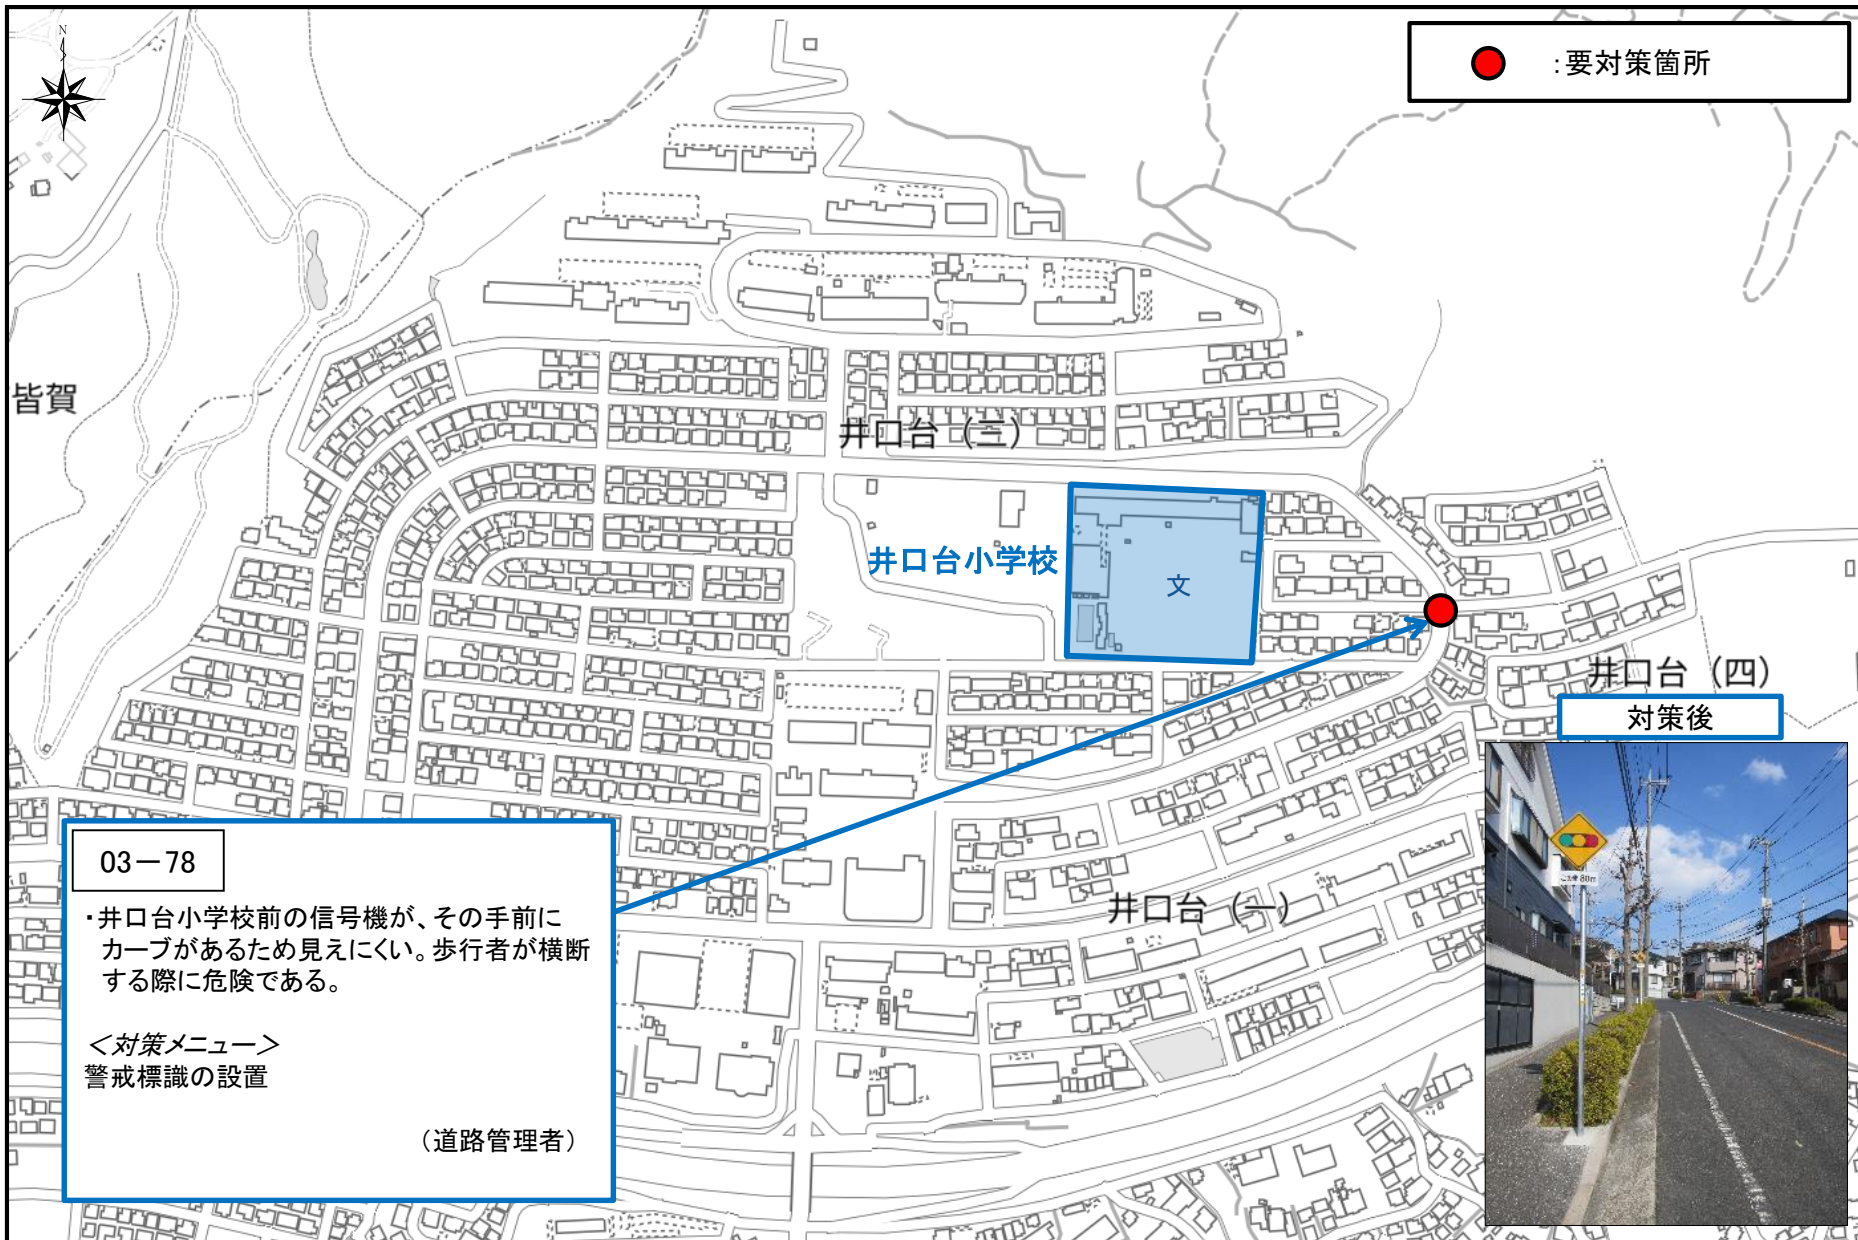 N
：要対策箇所
皆賀
井口台（三）
井口台小学校
文
井口台（四）
対策後
この先 80m
井口台（一）
03－78
・井口台小学校前の信号機が、その手前に
カーブがあるため見えにくい。歩行者が横断
する際に危険である。
＜対策メニュー＞
警戒標識の設置
（道路管理者）